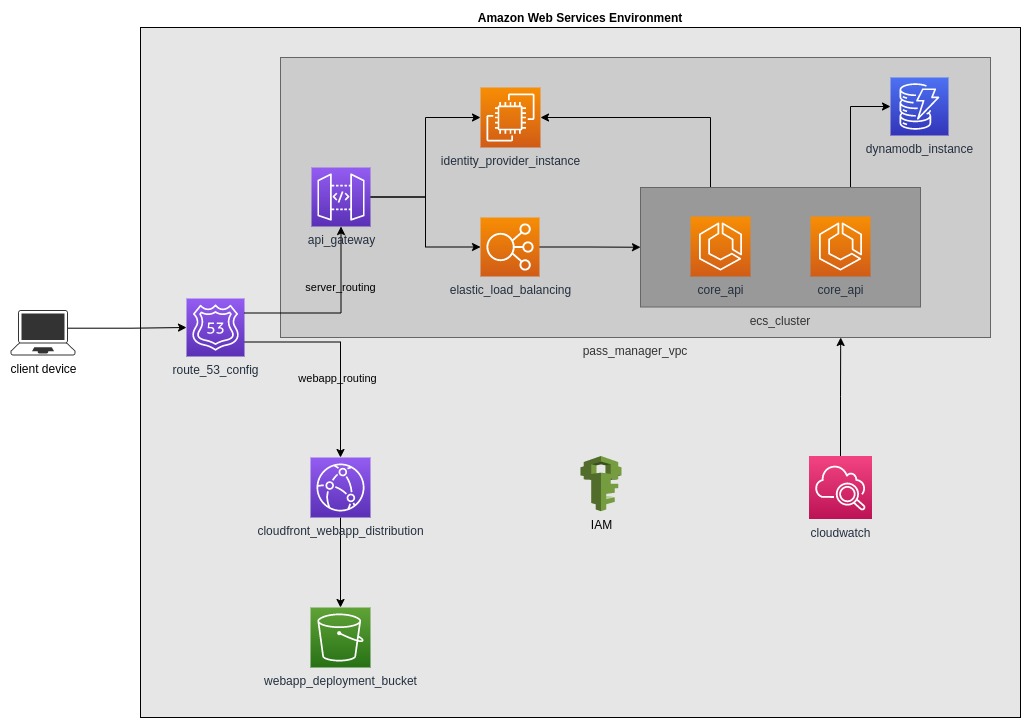 Amazon Web Services Environment
identity_provider_instance
dynamodb_instance
api_gateway
server_routing
elastic_load_balancing
core_api
core_api
ecs_cluster
pass_manager_vpc
53
client device
route_53_config
webapp_routing
cloudfront_webapp_distribution
IAM
cloudwatch
webapp_deployment_bucket